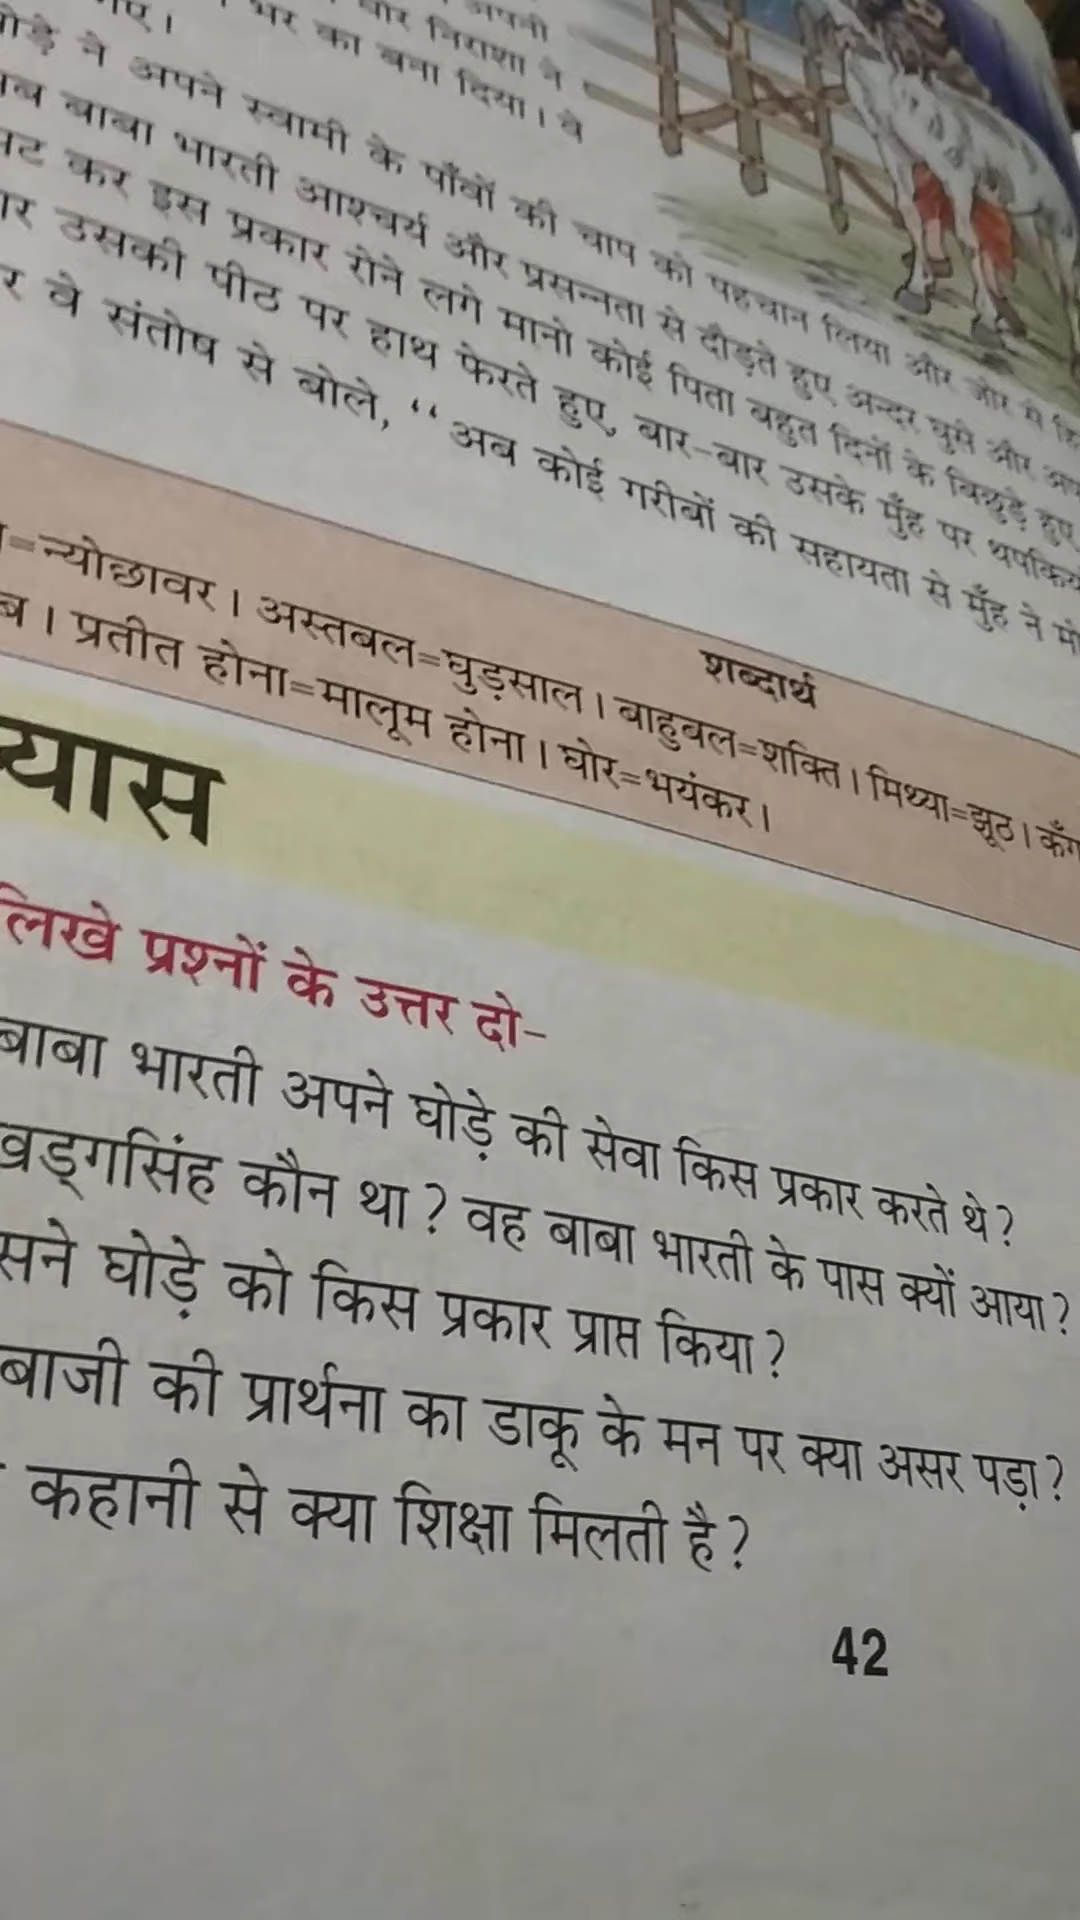 अपनी
घोर निराशा ने
भर का बना दिया। वे
ने अपने स्वामी के पाँवों की चाप को पहचान लिया और जोर से
बाबा भारती आश्चर्य और प्रसन्नता से दौड़ते हुए अन्दर घुसे और
कर इस प्रकार रोने लगे मानो कोई पिता बहुत दिनों के बिछुड़े हुए
उसकी पीठ पर हाथ फेरते हुए, बार-बार उसके मुँह पर थपकिय
र वे संतोष से बोले, “अब कोई गरीबों की सहायता से मुँह ने
शब्दार्थ
=न्योछावर। अस्तबल=घुड़साल। बाहुबल=शक्ति। मिथ्या=झूठ। कँग
ब। प्रतीत होना=मालूम होना। घोर=भयंकर।
यास
लिखे प्रश्नों के उत्तर दो-
बाबा भारती अपने घोड़े की सेवा किस प्रकार करते थे?
खड्गसिंह कौन था? वह बाबा भारती के पास क्यों आया?
सने घोड़े को किस प्रकार प्राप्त किया?
बाजी की प्रार्थना का डाकू के मन पर क्या असर पड़ा?
कहानी से क्या शिक्षा मिलती है?
42